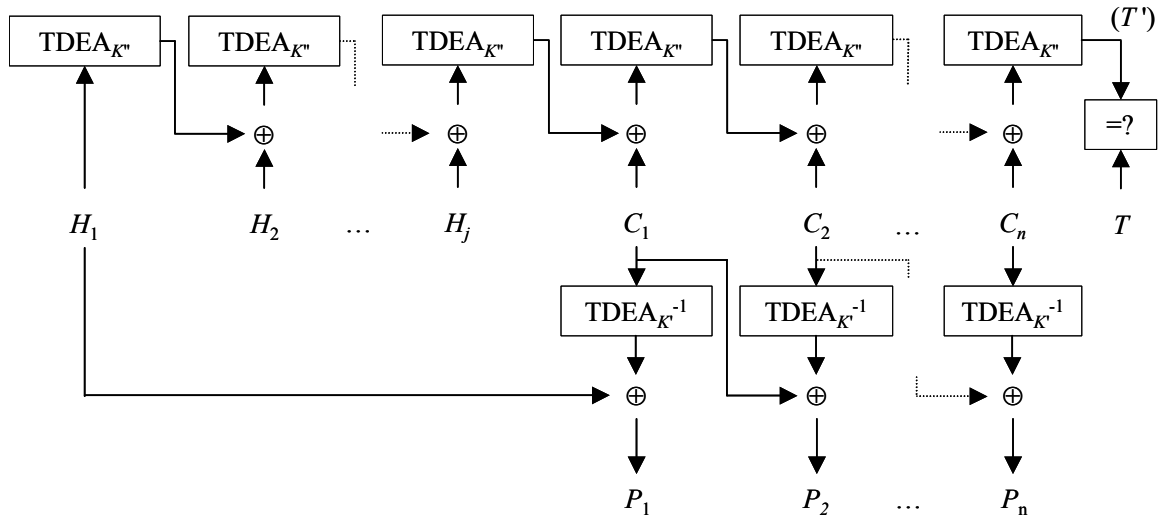 (T')
TDEA_K" TDEA_K" TDEA_K" TDEA_K" TDEA_K" TDEA_K"
⊕ ⊕ ⊕ ⊕ ⊕ =?
H_1 H_2 … H_j C_1 C_2 … C_n T
TDEA_K'^-1 TDEA_K'^-1 TDEA_K'^-1
⊕ ⊕ ⊕
P_1 P_2 … P_n